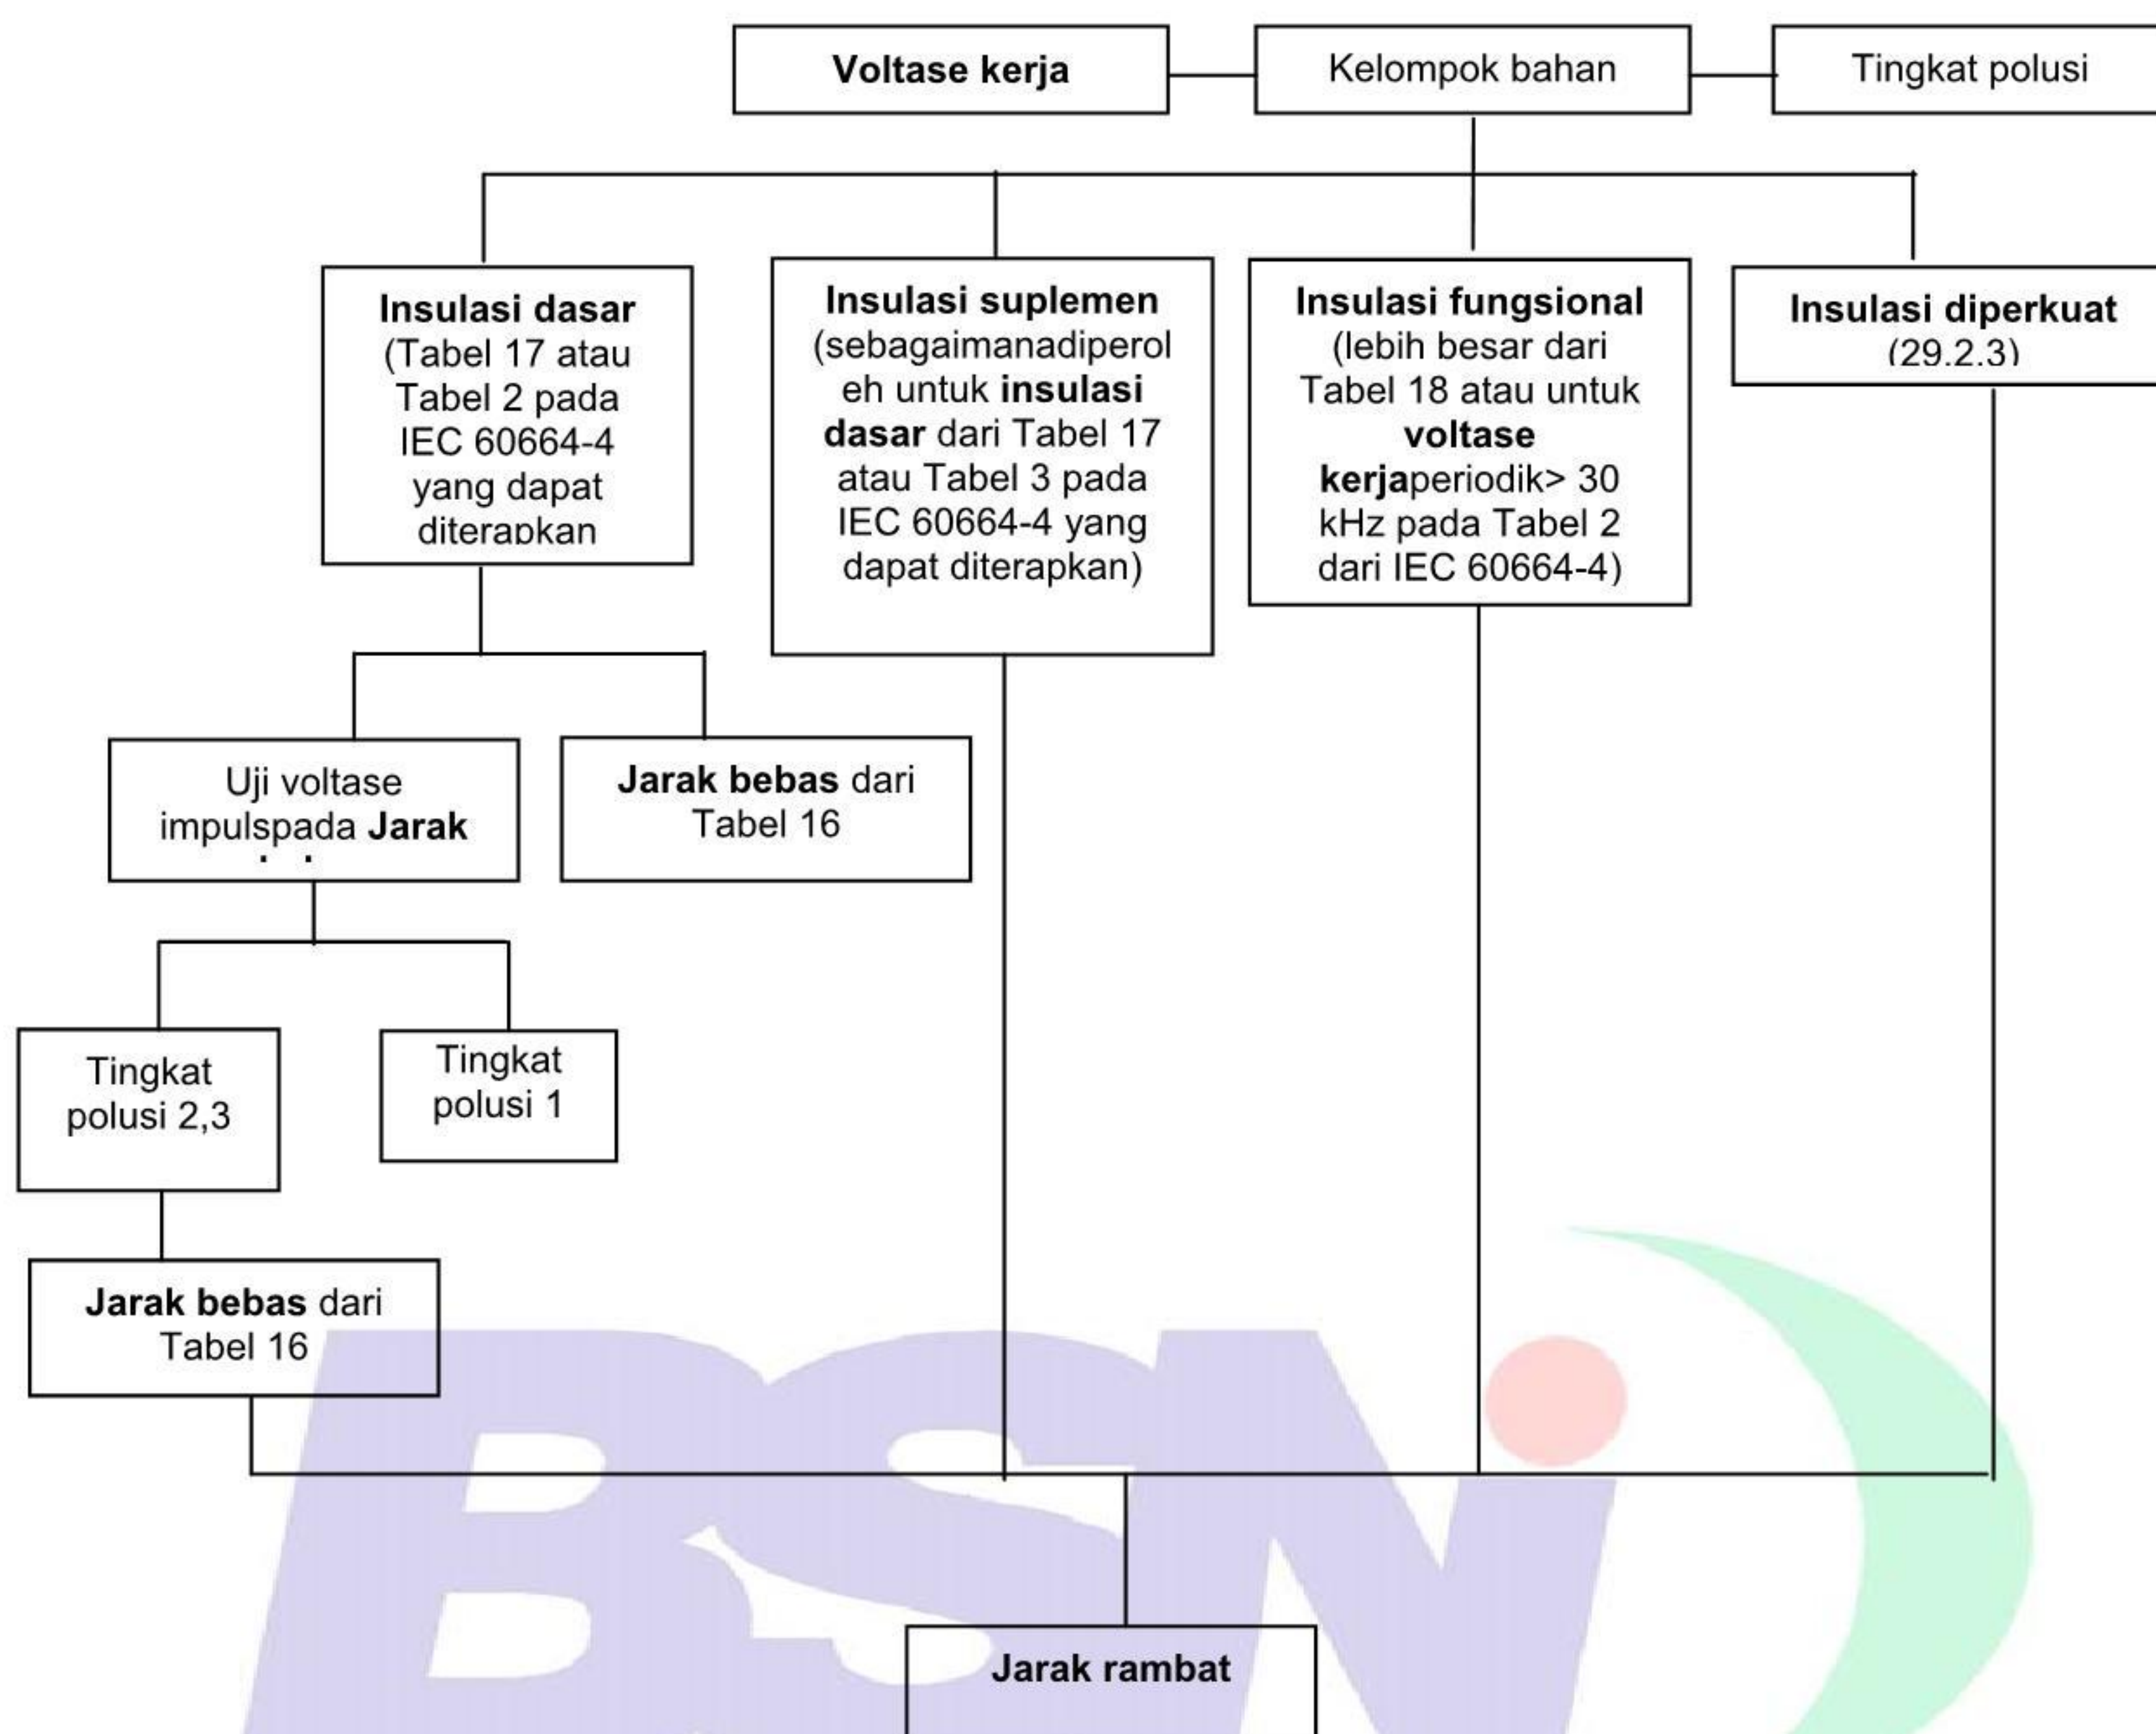 Voltase kerja
Kelompok bahan
Tingkat polusi
Insulasi dasar
(Tabel 17 atau
Tabel 2 pada
IEC 60664-4
yang dapat
diterapkan
Insulasi suplemen
(sebagaimanadiperol
eh untuk insulasi
dasar dari Tabel 17
atau Tabel 3 pada
IEC 60664-4 yang
dapat diterapkan)
Insulasi fungsional
(lebih besar dari
Tabel 18 atau untuk
voltase
kerjaperiodik> 30
kHz pada Tabel 2
dari IEC 60664-4)
Insulasi diperkuat
(29.2.3)
Uji voltase
impulspada Jarak
Jarak bebas dari
Tabel 16
Tingkat
polusi 2,3
Tingkat
polusi 1
Jarak bebas dari
Tabel 16
Jarak rambat
BSN